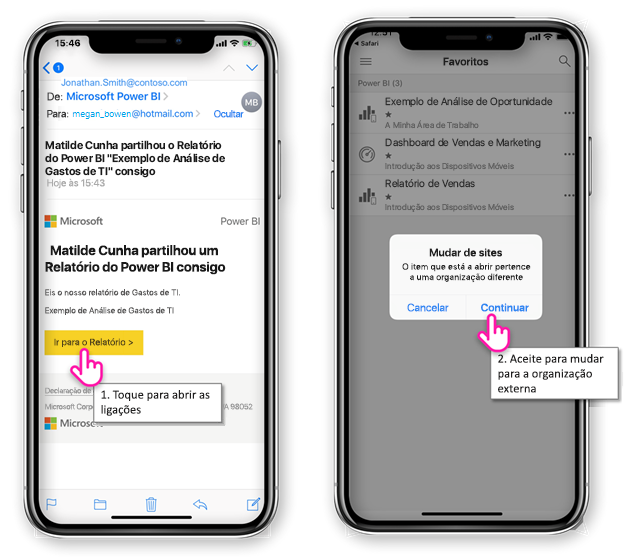 15:46
1
Jonathan.Smith@contoso.com
De: Microsoft Power BI >
MB
Para: megan_bowen@hotmail.com > Ocultar
Matilde Cunha partilhou o Relatório
do Power BI "Exemplo de Análise de
Gastos de TI" consigo
Hoje às 15:43
Microsoft Power BI
Matilde Cunha partilhou um
Relatório do Power BI consigo
Eis o nosso relatório de Gastos de TI.
Exemplo de Análise de Gastos de TI
Ir para o Relatório >
1. Toque para abrir as
ligações
Declaração de
Microsoft Corpo
/A 98052
Microsoft
12:51
Safari
Favoritos
Power BI (3)
Exemplo de Análise de Oportunidade
A Minha Área de Trabalho
Dashboard de Vendas e Marketing
Introdução aos Dispositivos Móveis
Relatório de Vendas
Introdução aos Dispositivos Móveis
Mudar de sites
O item que está a abrir pertence
a uma organização diferente
Cancelar Continuar
2. Aceite para mudar
para a organização
externa